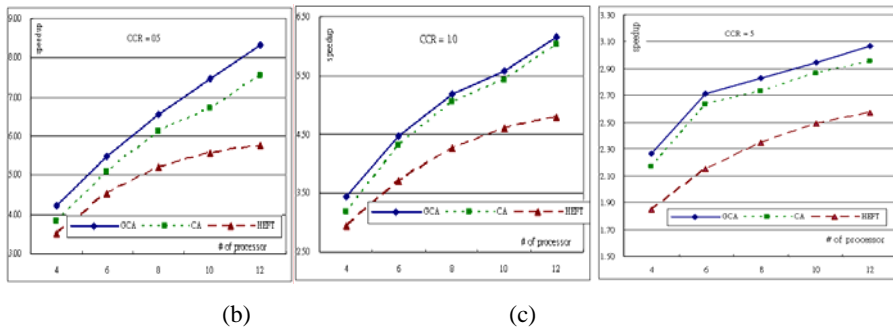 9.00
8.00
7.00
6.00
5.00
4.00
3.00
speedup
CCR = 05
GCA CA HEFT
# of processor
4 6 8 10 12
6.50
5.50
4.50
3.50
2.50
speedup
CCR = 1.0
GCA CA HEFT
# of processor
4 6 8 10 12
3.30
3.10
2.90
2.70
2.50
2.30
2.10
1.90
1.70
1.50
speedup
CCR = 5
GCA CA HEFT
# of processor
4 6 8 10 12
(b) (c)